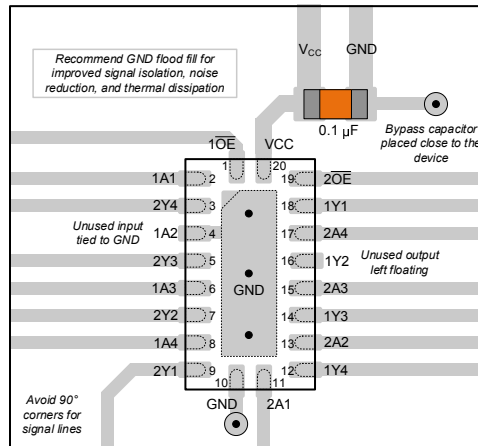 Recommend GND flood fill for
improved signal isolation, noise
reduction, and thermal dissipation
VCC GND
0.1 µF
Bypass capacitor
placed close to the
device
1O̅E̅ VCC
1 20
1A1 2 19 2O̅E̅
2Y4 3 18 1Y1
Unused input
tied to GND
1A2 4 17 2A4
2Y3 5 16 1Y2
Unused output
left floating
1A3 6 15 2A3
GND
2Y2 7 14 1Y3
1A4 8 13 2A2
2Y1 9 12 1Y4
10 11
GND 2A1
Avoid 90°
corners for
signal lines